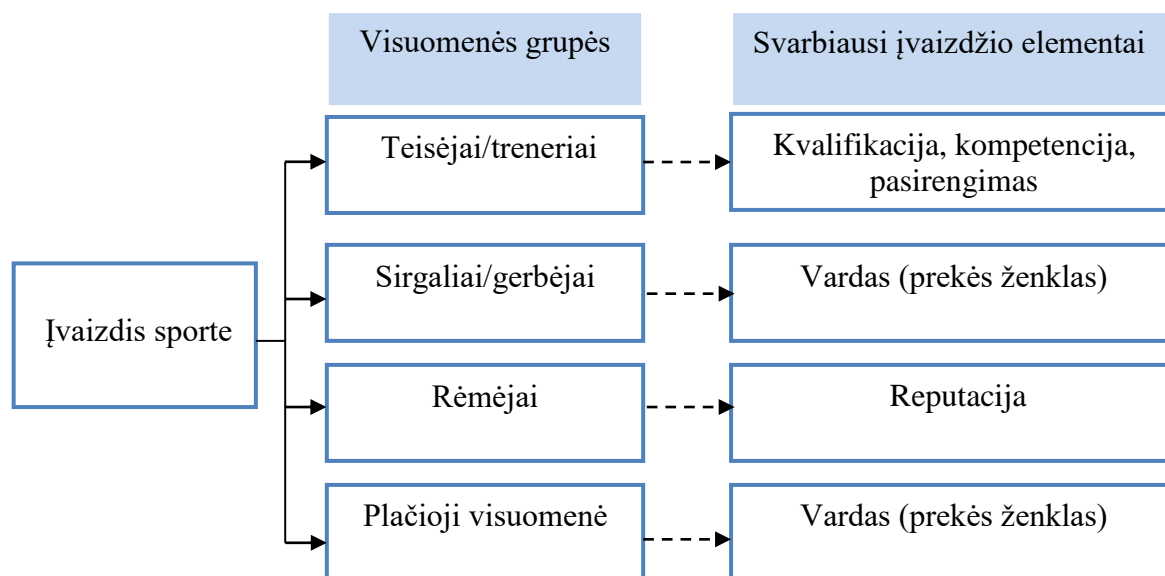 Visuomenės grupės
Svarbiausi įvaizdžio elementai
Teisėjai/treneriai
Kvalifikacija, kompetencija,
pasirengimas
Sirgaliai/gerbėjai
Vardas (prekės ženklas)
Įvaizdis sporte
Rėmėjai
Reputacija
Plačioji visuomenė
Vardas (prekės ženklas)